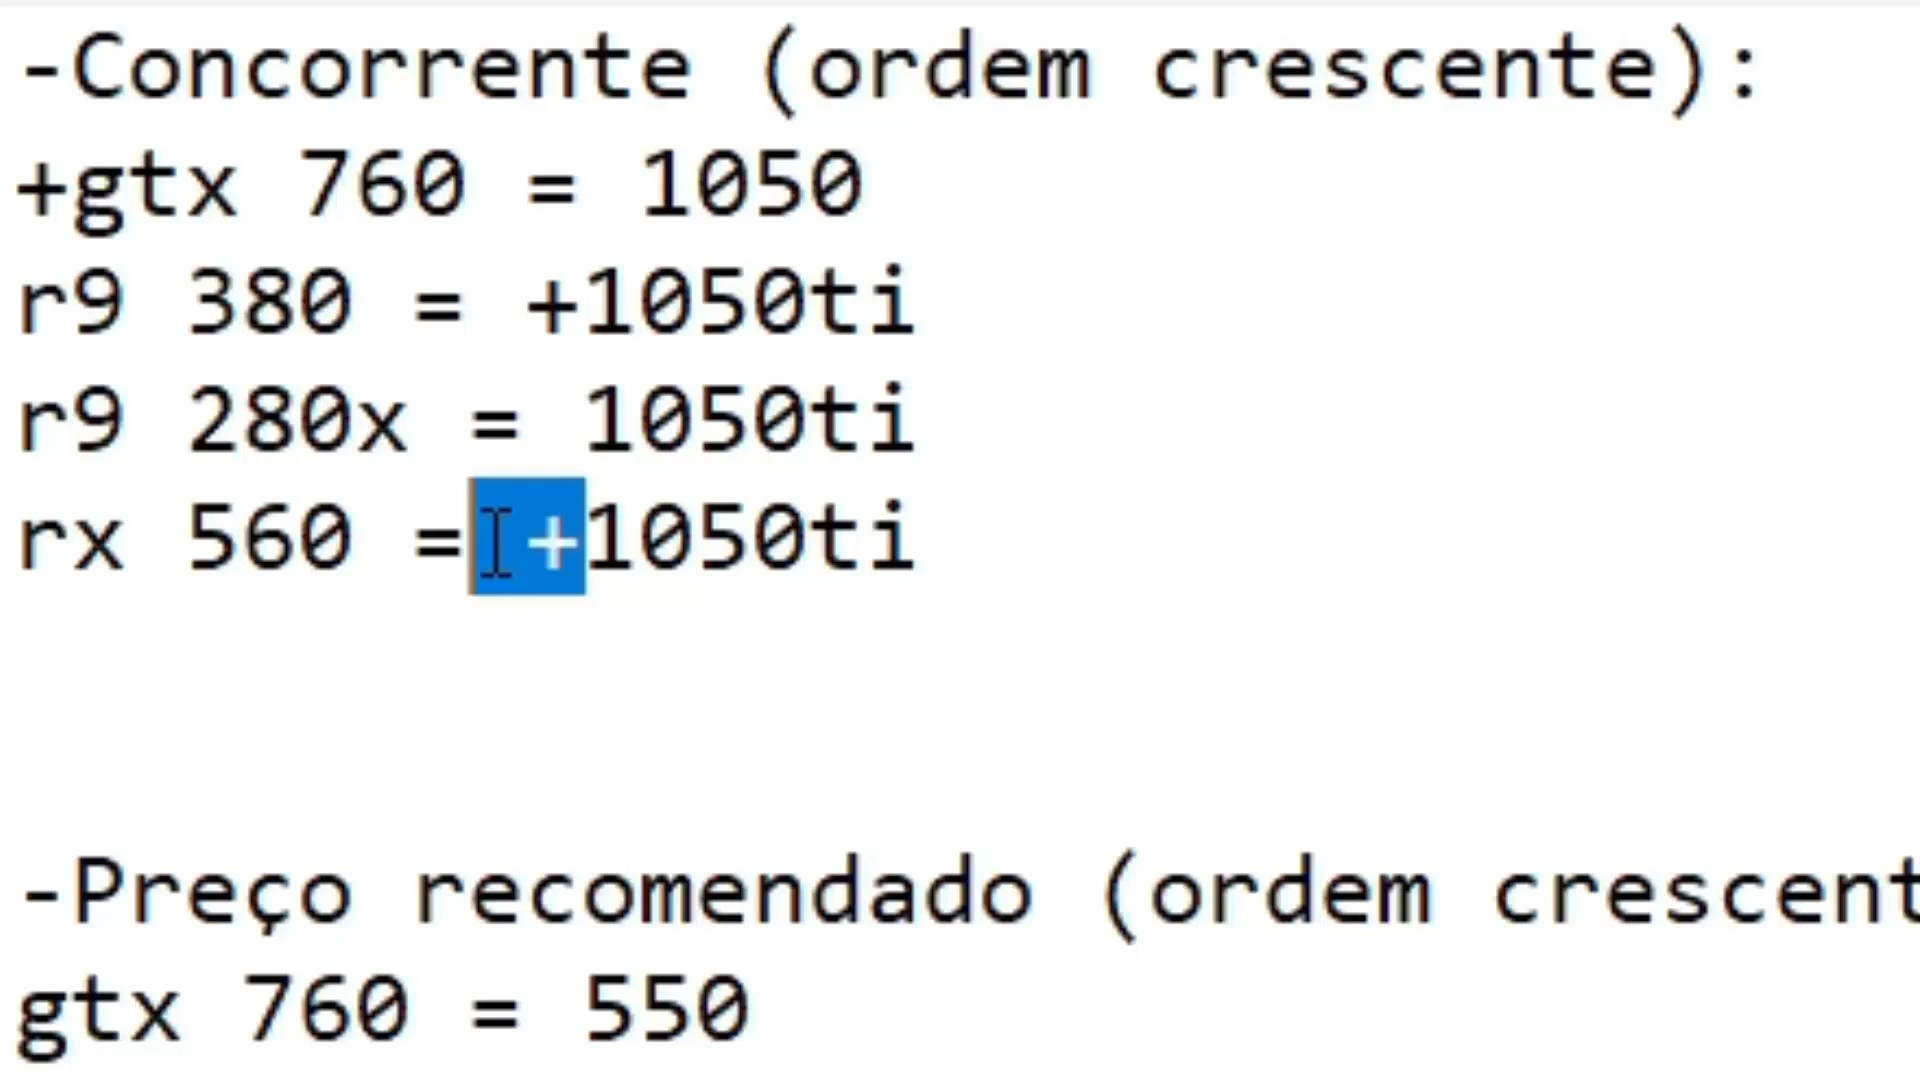 -Concorrente (ordem crescente):
+gtx 760 = 1050
r9 380 = +1050ti
r9 280x = 1050ti
rx 560 = +1050ti
-Preço recomendado (ordem crescent
gtx 760 = 550